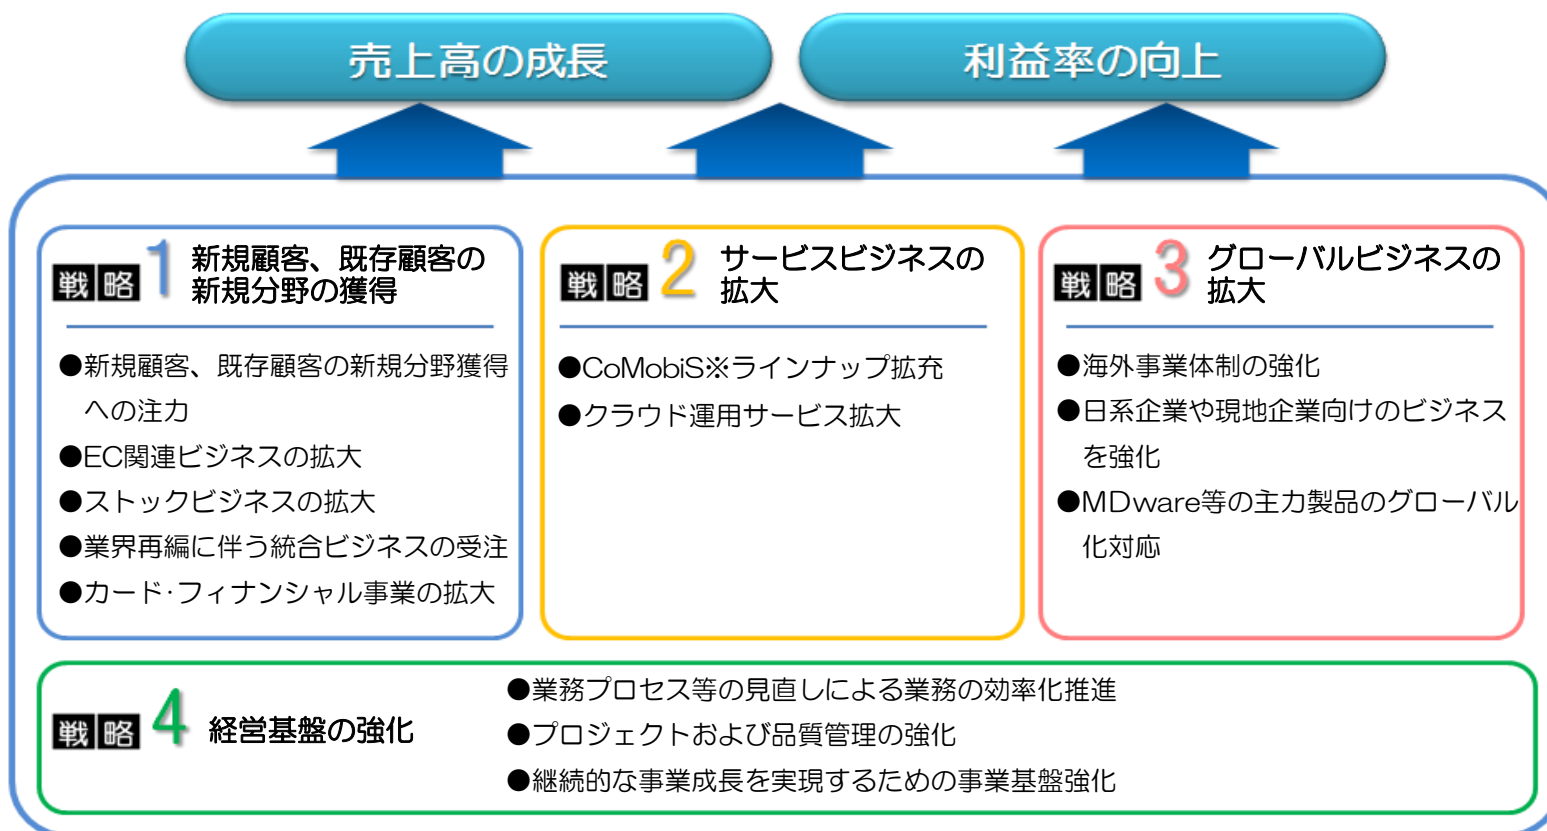 売上高の成長
利益率の向上
戦略 1 新規顧客、既存顧客の
新規分野の獲得
●新規顧客、既存顧客の新規分野獲得
への注力
●EC関連ビジネスの拡大
●ストックビジネスの拡大
●業界再編に伴う統合ビジネスの受注
●カード・フィナンシャル事業の拡大
戦略 2 サービスビジネスの
拡大
●CoMobiS※ラインナップ拡充
●クラウド運用サービス拡大
戦略 3 グローバルビジネスの
拡大
●海外事業体制の強化
●日系企業や現地企業向けのビジネス
を強化
●MDware等の主力製品のグローバル
化対応
戦略 4 経営基盤の強化
●業務プロセス等の見直しによる業務の効率化推進
●プロジェクトおよび品質管理の強化
●継続的な事業成長を実現するための事業基盤強化